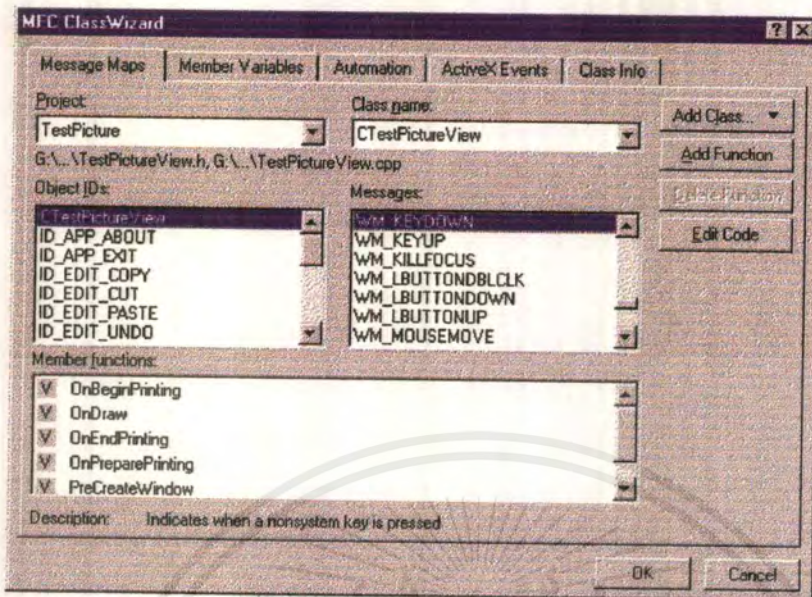 MFC ClassWizard
Message Maps | Member Variables | Automation | ActiveX Events | Class Info
Project:
Class name:
Add Class...
TestPicture
CTestPictureView
Add Function
G:\...\TestPictureView.h, G:\...\TestPictureView.cpp
Delete Function
Object IDs:
Messages:
Edit Code
CTestPictureView
ID_APP_ABOUT
ID_APP_EXIT
ID_EDIT_COPY
ID_EDIT_CUT
ID_EDIT_PASTE
ID_EDIT_UNDO
WM_KEYDOWN
WM_KEYUP
WM_KILLFOCUS
WM_LBUTTONDBLCLK
WM_LBUTTONDOWN
WM_LBUTTONUP
WM_MOUSEMOVE
Member functions:
V OnBeginPrinting
V OnDraw
V OnEndPrinting
V OnPreparePrinting
V PreCreateWindow
Description: Indicates when a nonsystem key is pressed
OK
Cancel